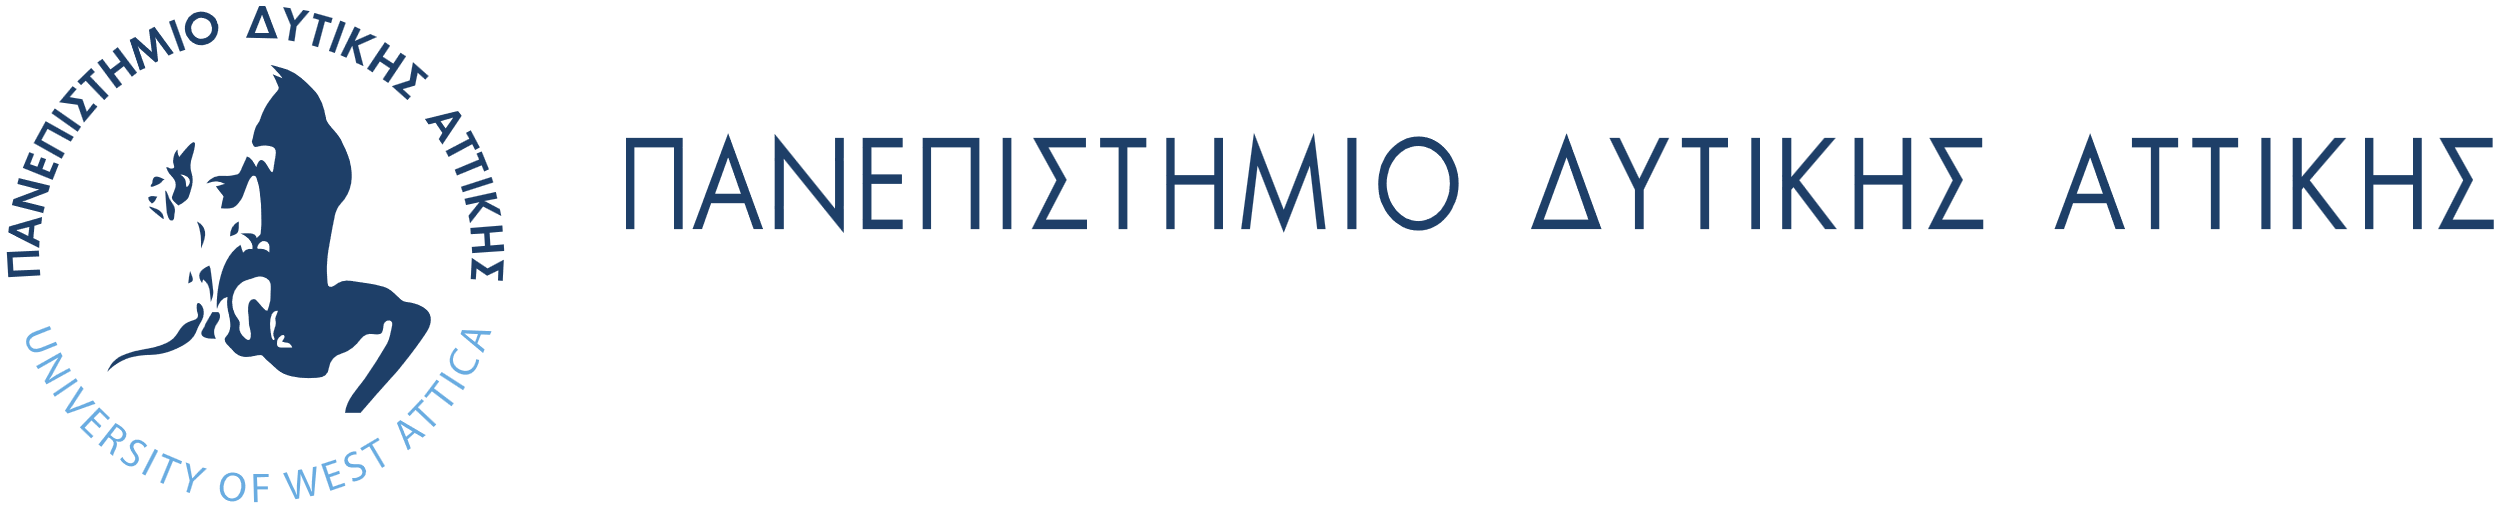 ΠΑΝΕΠΙΣΤΗΜΙΟ ΔΥΤΙΚΗΣ ΑΤΤΙΚΗΣ
UNIVERSITY OF WEST ATTICA
ΠΑΝΕΠΙΣΤΗΜΙΟ ΔΥΤΙΚΗΣ ΑΤΤΙΚΗΣ